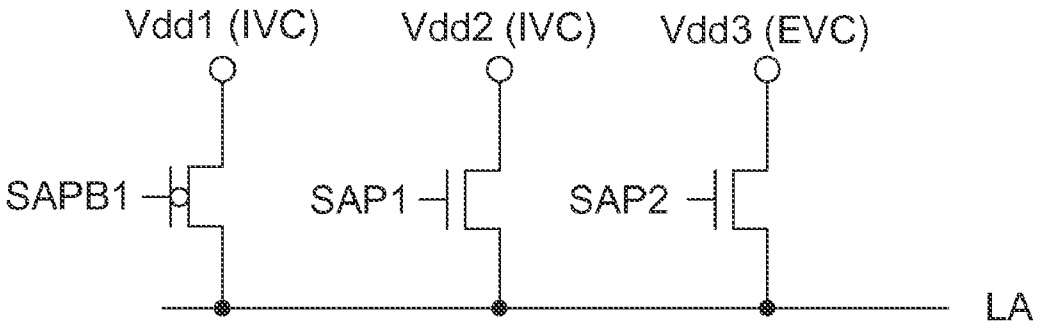 Vdd1 (IVC) Vdd2 (IVC) Vdd3 (EVC)
SAPB1 SAP1 SAP2
LA